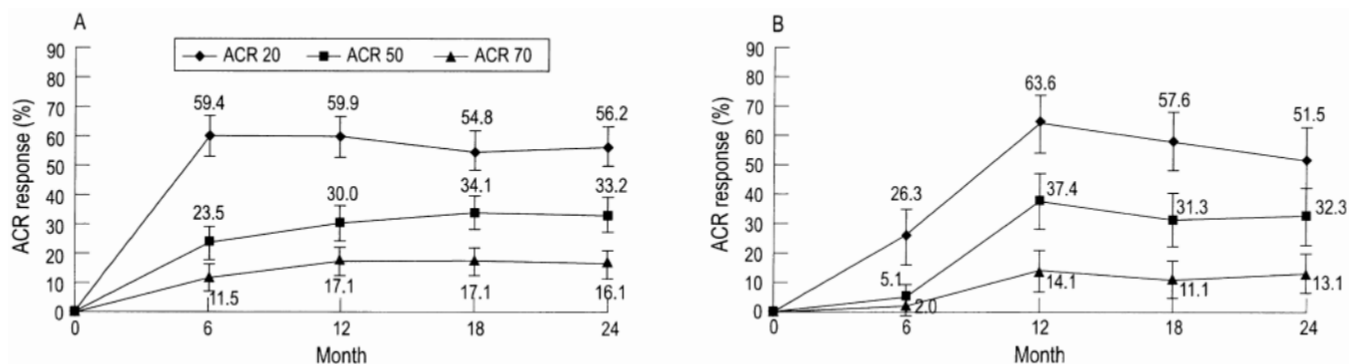 A
ACR response (%)
90
80
70
60
50
40
30
20
10
0
ACR 20 ACR 50 ACR 70
59.4 59.9 54.8 56.2
23.5 30.0 34.1 33.2
11.5 17.1 17.1 16.1
0 6 12 18 24
Month
B
ACR response (%)
90
80
70
60
50
40
30
20
10
0
26.3 63.6 57.6 51.5
5.1 37.4 31.3 32.3
2.0 14.1 11.1 13.1
0 6 12 18 24
Month